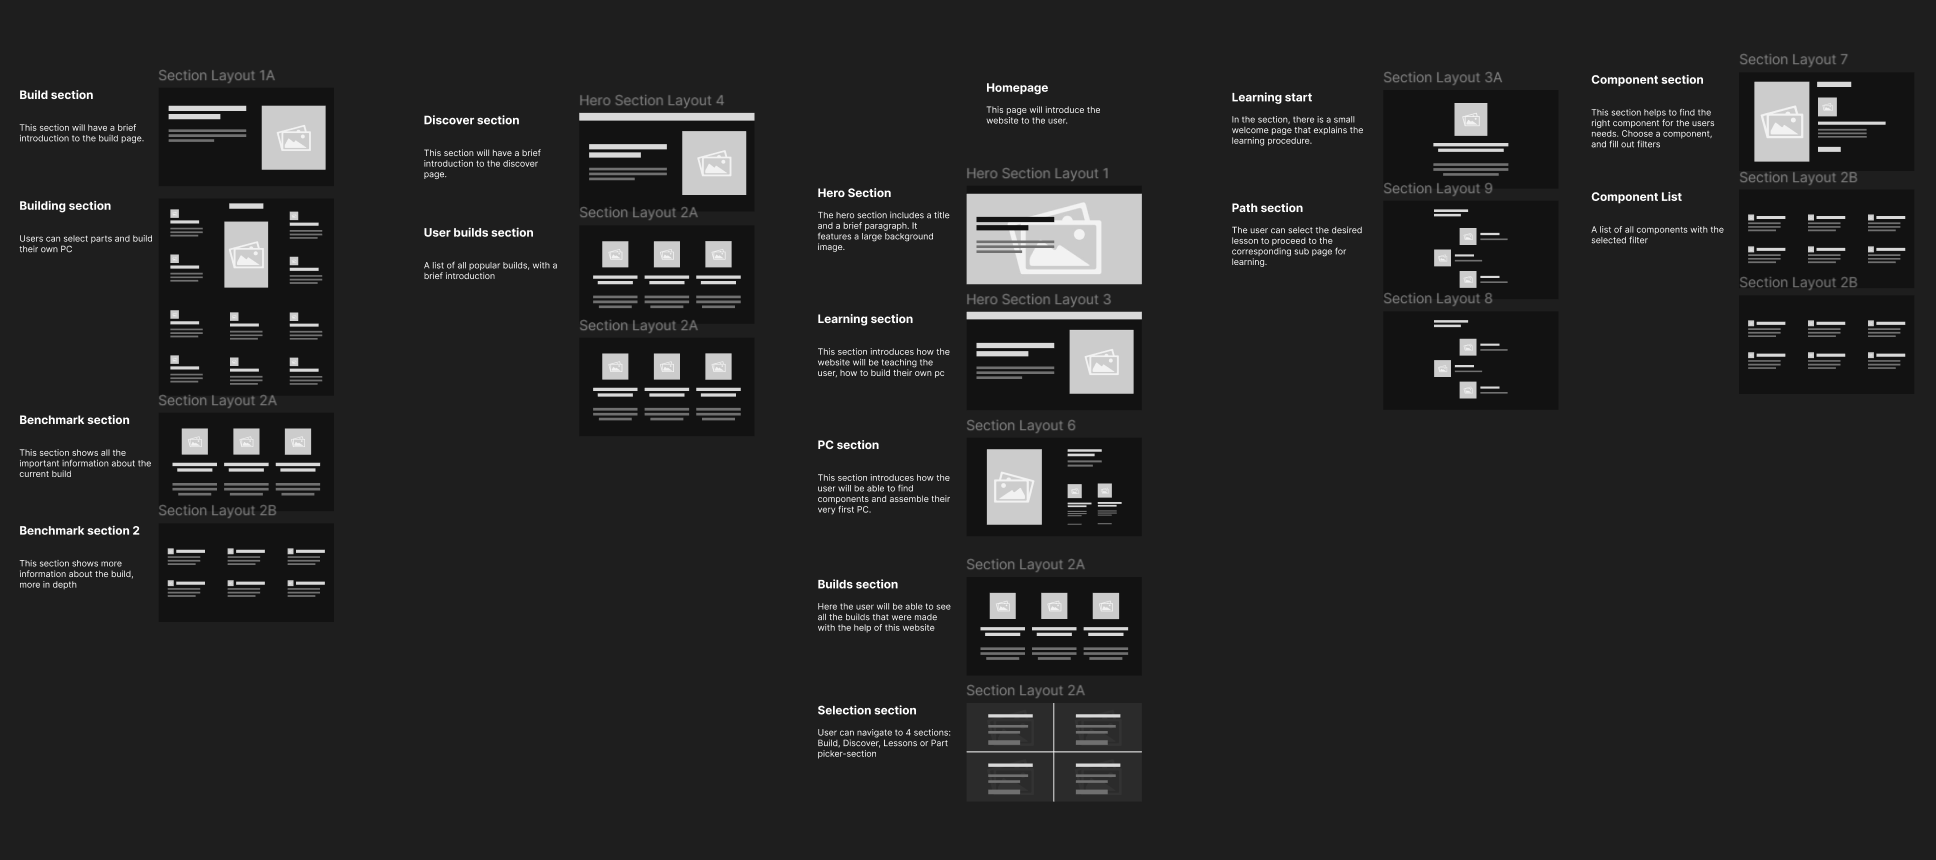 Section Layout 1A
Build section
This section will have a brief
introduction to the build page.
Building section
Users can select parts and build
their own PC
Section Layout 2A
Benchmark section
This section shows all the
important information about the
current build
Section Layout 2B
Benchmark section 2
This section shows more
information about the build,
more in depth
Hero Section Layout 4
Discover section
This section will have a brief
introduction to the discover
page.
Section Layout 2A
User builds section
A list of all popular builds, with a
brief introduction
Section Layout 2A
Homepage
This page will introduce the
website to the user.
Hero Section Layout 1
Hero Section
The hero section includes a title
and a brief paragraph. It
features a large background
image.
Hero Section Layout 3
Learning section
This section introduces how the
website will be teaching the
user, how to build their own pc
Section Layout 6
PC section
This section introduces how the
user will be able to find
components and assemble their
very first PC.
Section Layout 2A
Builds section
Here the user will be able to see
all the builds that were made
with the help of this website
Section Layout 2A
Selection section
User can navigate to 4 sections:
Build, Discover, Lessons or Part
picker-section
Section Layout 3A
Learning start
In the section, there is a small
welcome page that explains the
learning procedure.
Section Layout 9
Path section
The user can select the desired
lesson to proceed to the
corresponding sub page for
learning.
Section Layout 8
Section Layout 7
Component section
This section helps to find the
right component for the users
needs. Choose a component,
and fill out filters
Section Layout 2B
Component List
A list of all components with the
selected filter
Section Layout 2B